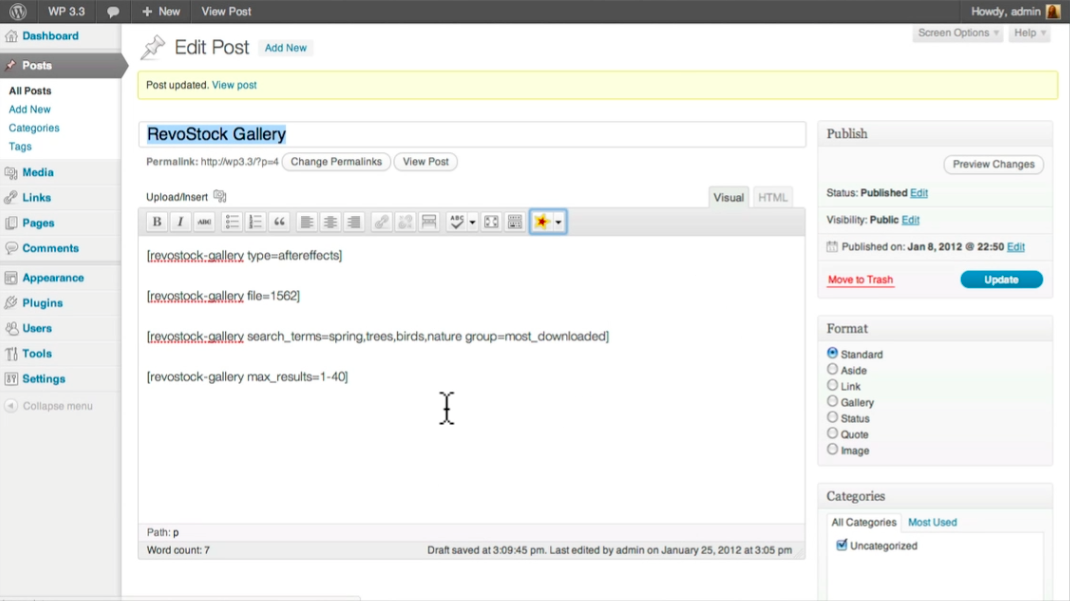 WP 3.3
+ New
View Post
Howdy, admin
Dashboard
Posts
All Posts
Add New
Categories
Tags
Media
Links
Pages
Comments
Appearance
Plugins
Users
Tools
Settings
Collapse menu
Edit Post
Add New
Screen Options
Help
Post updated. View post
RevoStock Gallery
Permalink: http://wp3.3/?p=4 Change Permalinks View Post
Upload/Insert
Visual
HTML
B I ABC
ABC
[revostock-gallery type=aftereffects]
[revostock-gallery file=1562]
[revostock-gallery search_terms=spring,trees,birds,nature group=most_downloaded]
[revostock-gallery max_results=1-40]
Path: p
Word count: 7
Draft saved at 3:09:45 pm. Last edited by admin on January 25, 2012 at 3:05 pm
Publish
Preview Changes
Status: Published Edit
Visibility: Public Edit
Published on: Jan 8, 2012 @ 22:50 Edit
Move to Trash
Update
Format
Standard
Aside
Link
Gallery
Status
Quote
Image
Categories
All Categories
Most Used
Uncategorized